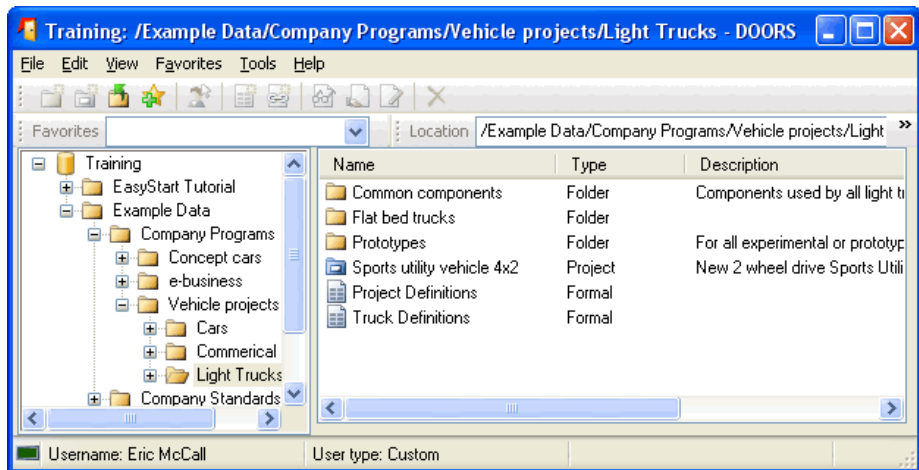 Training: /Example Data/Company Programs/Vehicle projects/Light Trucks - DOORS
File Edit View Favorites Tools Help
Favorites Location /Example Data/Company Programs/Vehicle projects/Light
Training
EasyStart Tutorial
Example Data
Company Programs
Concept cars
e-business
Vehicle projects
Cars
Commerical
Light Trucks
Company Standards
Name Type Description
Common components Folder Components used by all light tr
Flat bed trucks Folder
Prototypes Folder For all experimental or prototyp
Sports utility vehicle 4x2 Project New 2 wheel drive Sports Utili
Project Definitions Formal
Truck Definitions Formal
Username: Eric McCall User type: Custom